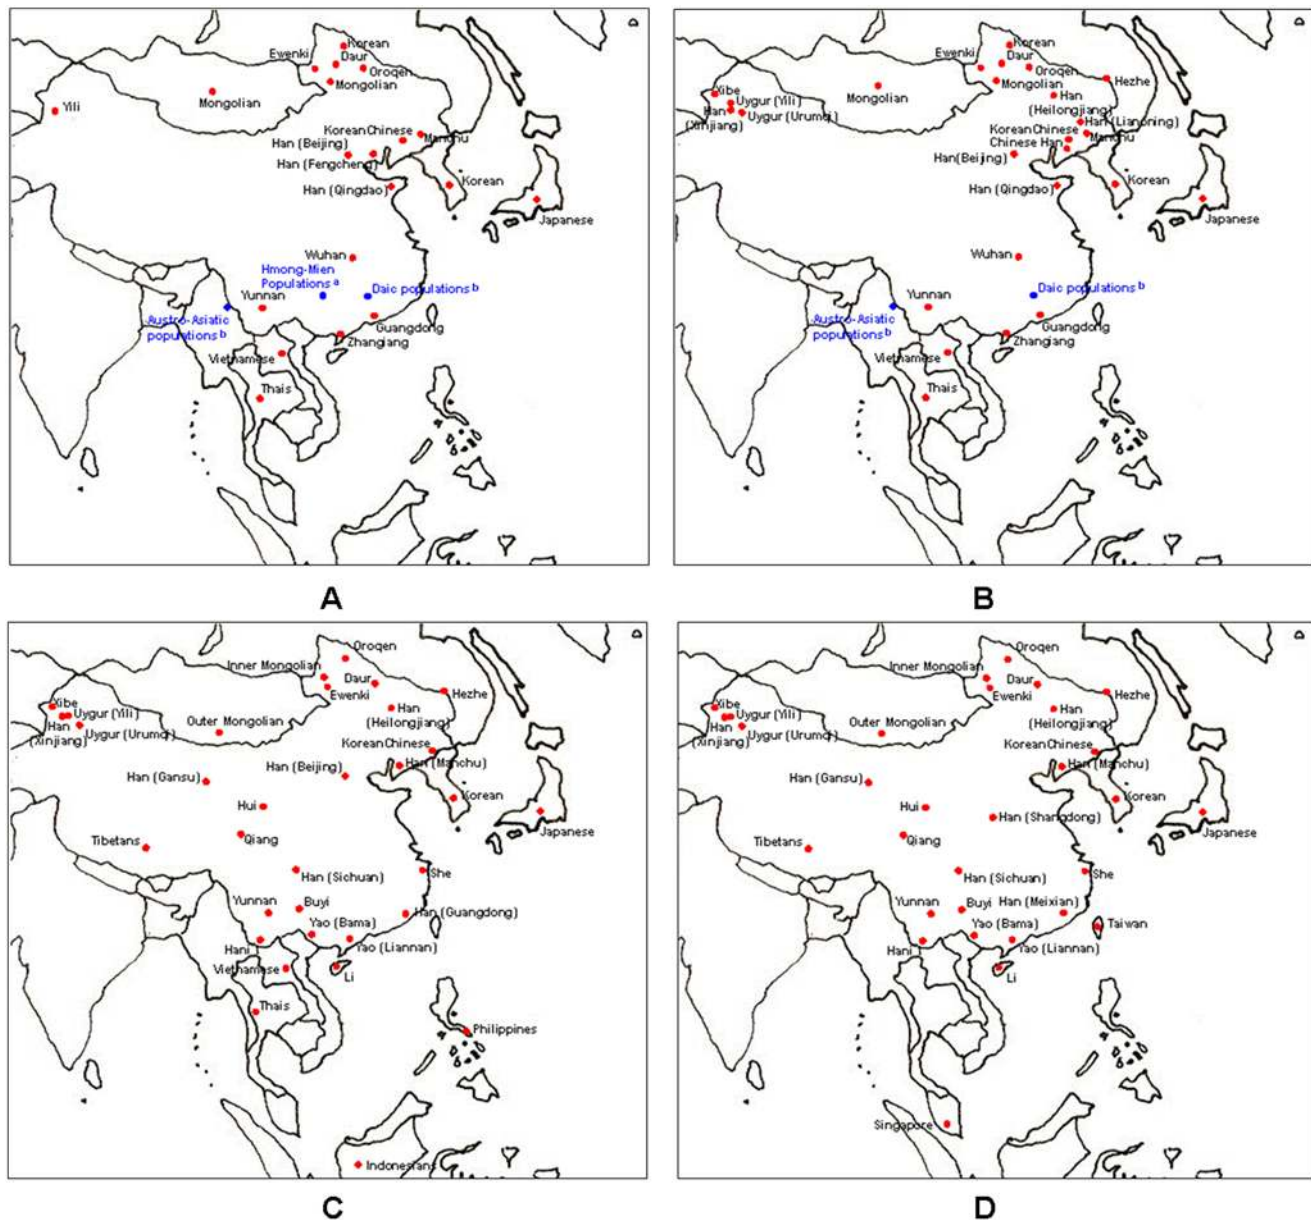 Korean
Ewenki
Daur
Oroqen
Mongolian
Mongolian
Yili
Korean Chinese
Manchu
Han (Beijing)
Han (Fengcheng)
Han (Qingdao)
Korean
Japanese
Wuhan
Hmong-Mien
Populations a
Daic populations b
Yunnan
Austro-Asiatic
populations b
Guangdong
Zhangiang
Vietnamese
Thais
A
Korean
Ewenki
Daur
Oroqen
Mongolian
Hezhe
Mongolian
Xibe
Uygur (Yili)
Han
(Xinjiang)
Uygur (Urumqi)
Han
(Heilongjiang)
Han (Lianoning)
Korean Chinese
Manchu
Chinese Han
Han(Beijing)
Han (Qingdao)
Korean
Japanese
Wuhan
Daic populations b
Yunnan
Austro-Asiatic
populations b
Guangdong
Zhangiang
Vietnamese
Thais
B
Oroqen
Inner Mongolian
Daur
Ewenki
Hezhe
Xibe
Uygur (Yili)
Han
(Xinjiang)
Uygur (Urumqi)
Outer Mongolian
Han
(Heilongjiang)
Korean Chinese
Han (Manchu)
Han (Beijing)
Han (Gansu)
Korean
Hui
Japanese
Qiang
Tibetans
Han (Sichuan)
She
Yunnan
Buyi
Han (Guangdong)
Yao (Bama)
Hani
Yao (Liannan)
Vietnamese
Li
Thais
Philippines
Indonesians
C
Oroqen
Inner Mongolian
Daur
Ewenki
Hezhe
Xibe
Uygur (Yili)
Han
(Xinjiang)
Uygur (Urumqi)
Outer Mongolian
Han
(Heilongjiang)
Korean Chinese
Han (Manchu)
Han (Gansu)
Korean
Hui
Han (Shangdong)
Japanese
Qiang
Tibetans
Han (Sichuan)
She
Yunnan
Buyi
Han (Meixian)
Yao (Bama)
Taiwan
Hani
Yao (Liannan)
Li
Singapore
D